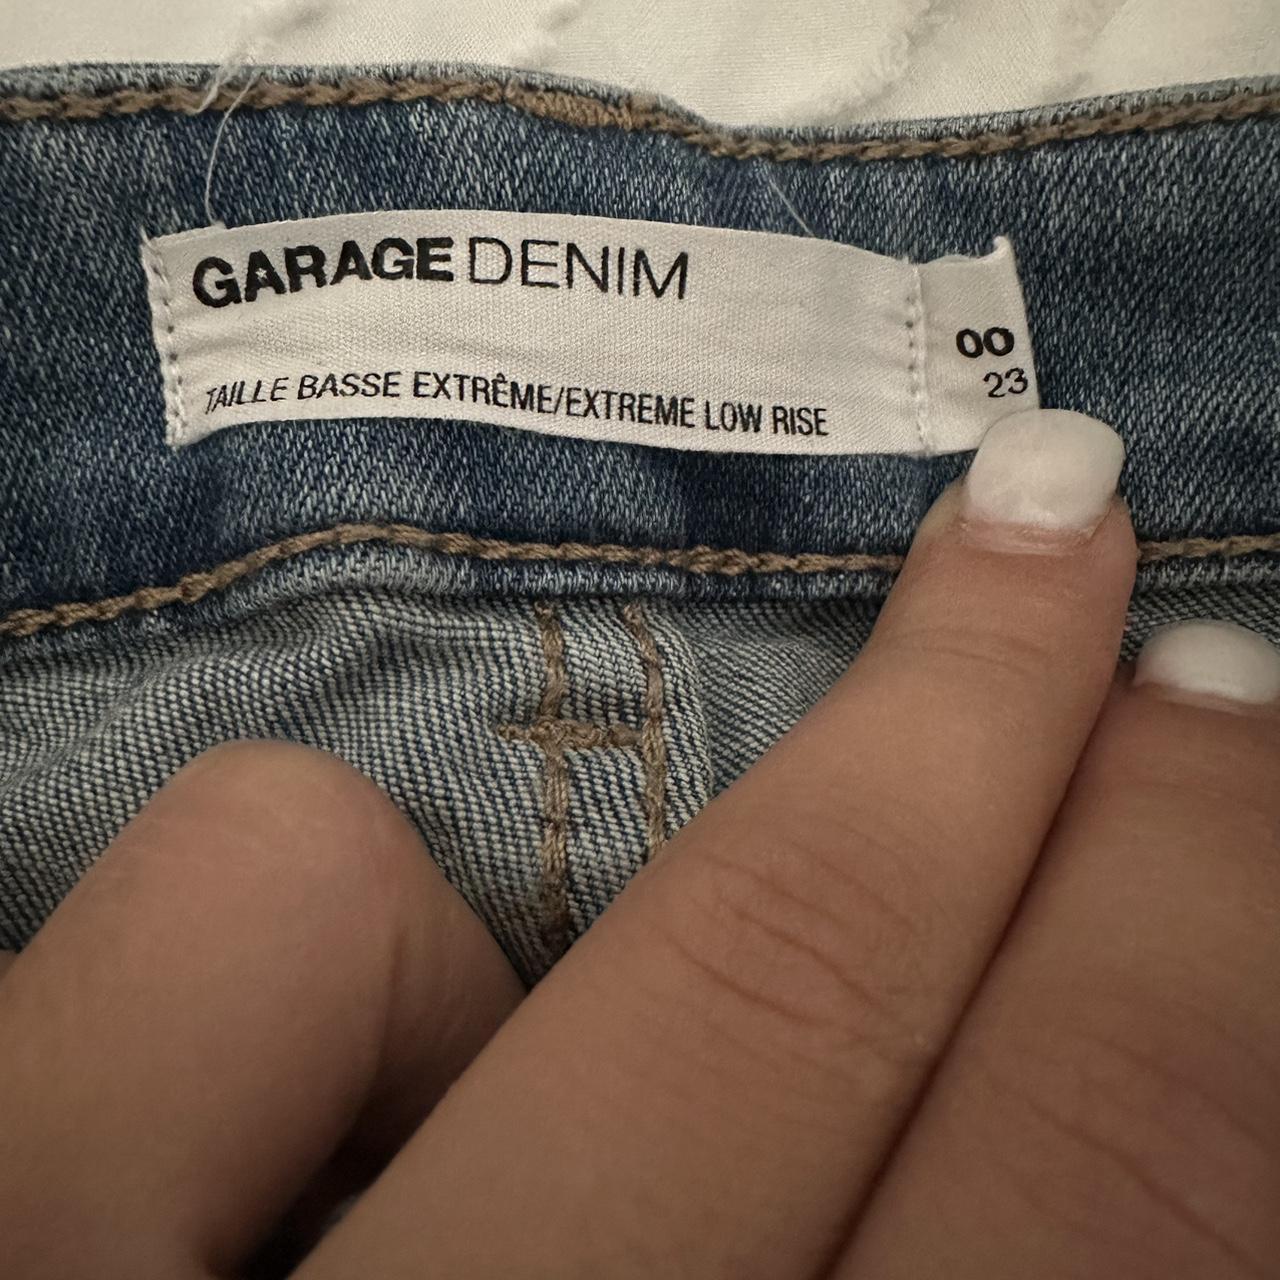 GARAGE DENIM
TAILLE BASSE EXTRÊME/EXTREME LOW RISE
00
23